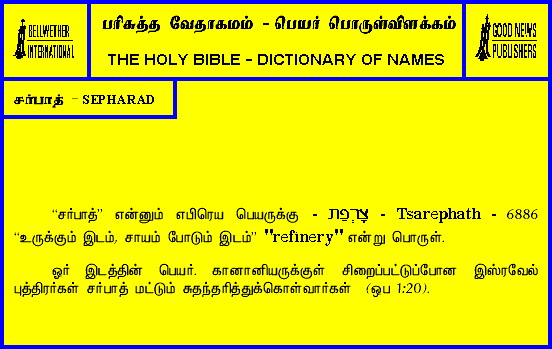 BELLWETHER
INTERNATIONAL
பரிசுத்த வேதாகமம் - பெயர் பொருள்விளக்கம்
THE HOLY BIBLE - DICTIONARY OF NAMES
GOOD NEWS
PUBLISHERS
சர்பாத் - SEPHARAD
“சர்பாத்” என்னும் எபிரெய பெயருக்கு - צָרְפַת - Tsarephath - 6886
“உருக்கும் இடம், சாயம் போடும் இடம்” "refinery" என்று பொருள்.
ஓர் இடத்தின் பெயர். கானானியருக்குள் சிறைப்பட்டுப்போன இஸ்ரவேல்
புத்திரர்கள் சர்பாத் மட்டும் சுதந்தரித்துக்கொள்வார்கள் (ஒப 1:20).